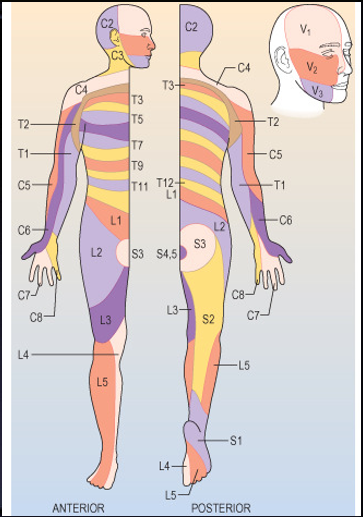 C2
C3
C4
T3
T2
T5
T1
T7
C5
T9
T11
C6
L1
L2
S3
C7
C8
L3
L4
L5
ANTERIOR
C2
C4
T3
T2
C5
T1
T12
L1
C6
L2
S3
S4,5
C8
C7
L3
S2
L5
S1
L4
L5
POSTERIOR
V1
V2
V3